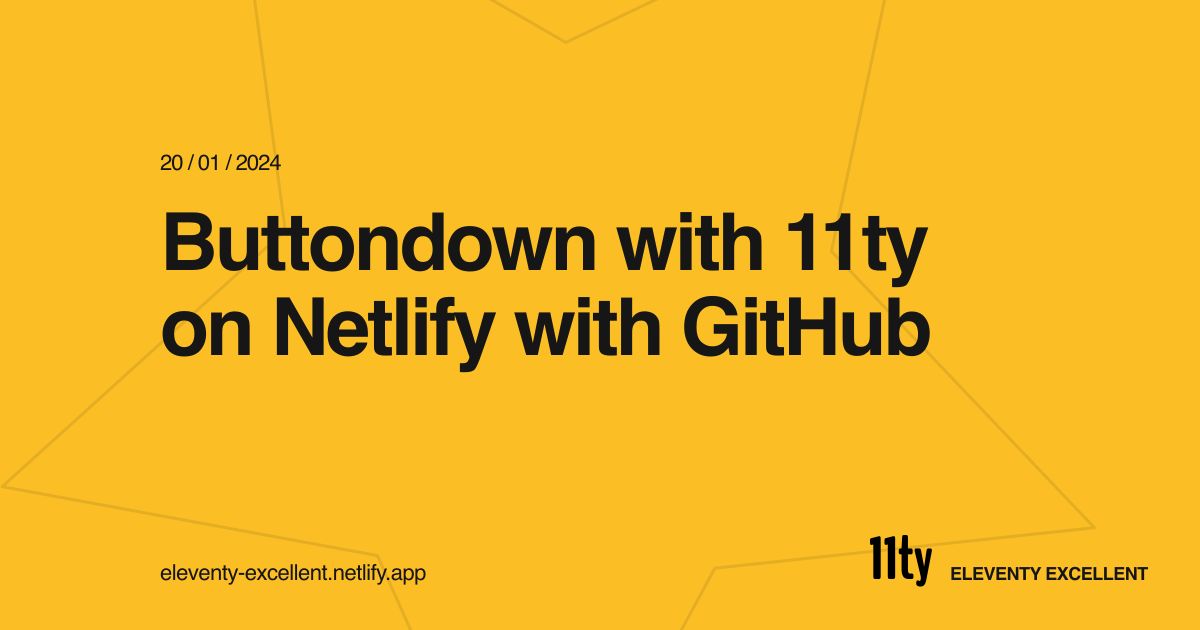 20 / 01 / 2024
Buttondown with 11ty
on Netlify with GitHub
eleventy-excellent.netlify.app
11ty ELEVENTY EXCELLENT